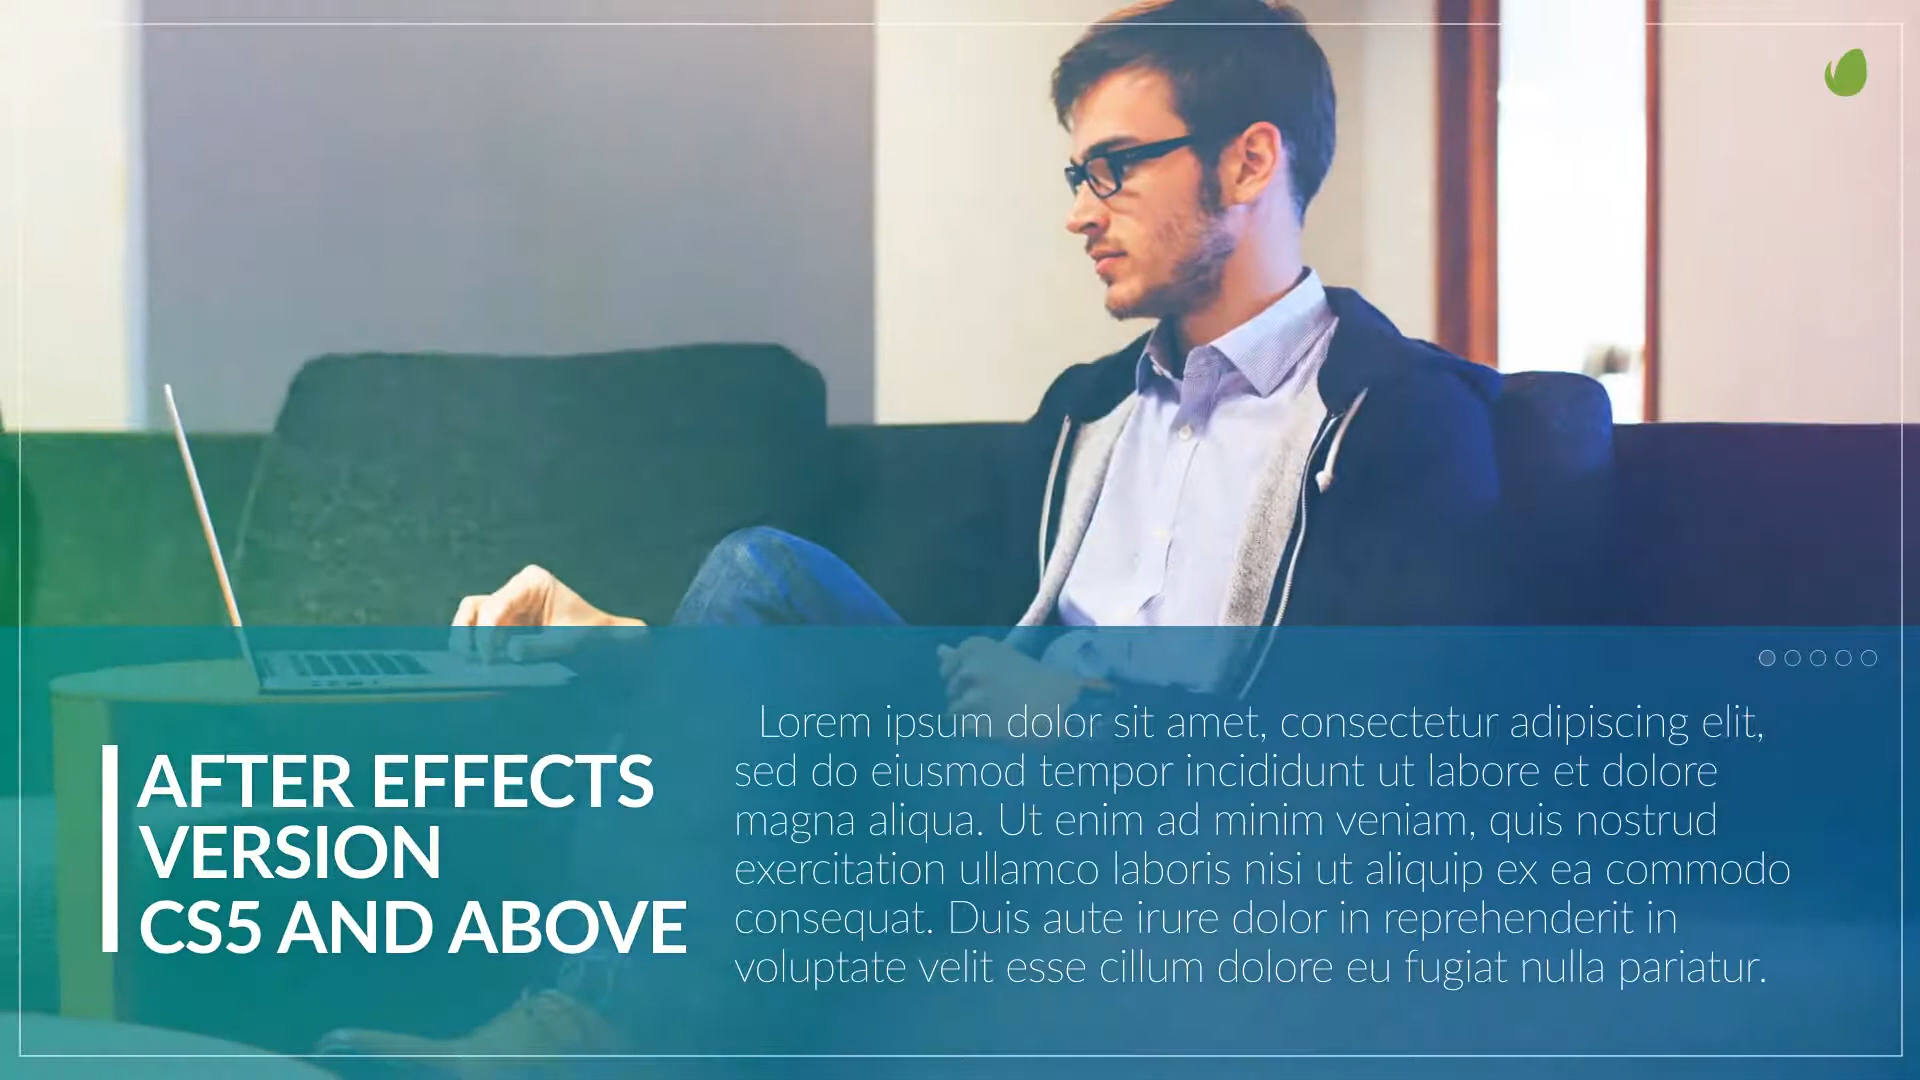 AFTER EFFECTS
VERSION
CS5 AND ABOVE
Lorem ipsum dolor sit amet, consectetur adipiscing elit,
sed do eiusmod tempor incididunt ut labore et dolore
magna aliqua. Ut enim ad minim veniam, quis nostrud
exercitation ullamco laboris nisi ut aliquip ex ea commodo
consequat. Duis aute irure dolor in reprehenderit in
voluptate velit esse cillum dolore eu fugiat nulla pariatur.